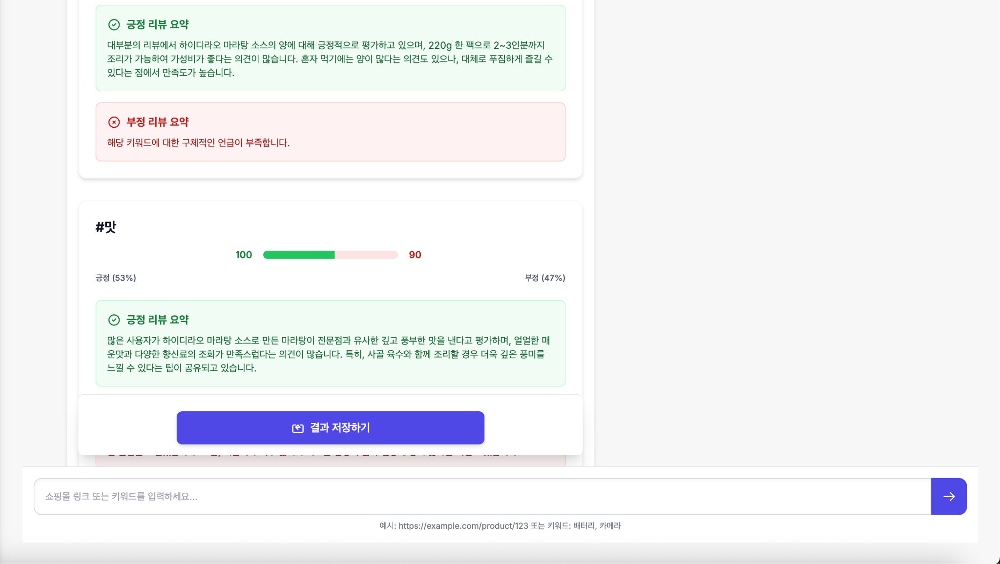 긍정 리뷰 요약
대부분의 리뷰에서 하이디라오 마라탕 소스의 양에 대해 긍정적으로 평가하고 있으며, 220g 한 팩으로 2~3인분까지
조리가 가능하여 가성비가 좋다는 의견이 많습니다. 혼자 먹기에는 양이 많다는 의견도 있으나, 대체로 푸짐하게 즐길 수
있다는 점에서 만족도가 높습니다.
부정 리뷰 요약
해당 키워드에 대한 구체적인 언급이 부족합니다.
#맛
100 90
긍정 (53%) 부정 (47%)
긍정 리뷰 요약
많은 사용자가 하이디라오 마라탕 소스로 만든 마라탕이 전문점과 유사한 깊고 풍부한 맛을 낸다고 평가하며, 얼얼한 매
운맛과 다양한 향신료의 조화가 만족스럽다는 의견이 많습니다. 특히, 사골 육수와 함께 조리할 경우 더욱 깊은 풍미를
느낄 수 있다는 팁이 공유되고 있습니다.
결과 저장하기
쇼핑몰 링크 또는 키워드를 입력하세요...
예시: https://example.com/product/123 또는 키워드: 배터리, 카메라